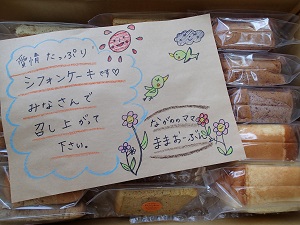 愛情たっぷり
シフォンケーキです♡
みなさんで
召し上がって
下さい。
ながののママ
ままおーぶん